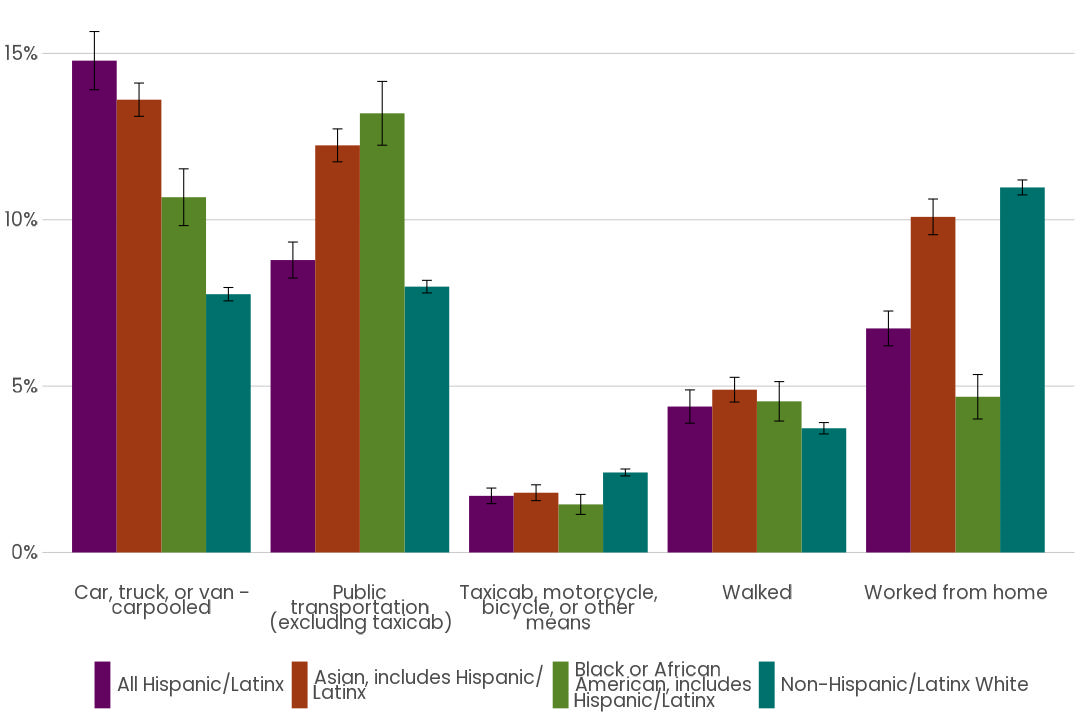 15%
10%
5%
0%
Car, truck, or van -
carpooled
Public
transportation
(excluding taxicab)
Taxicab, motorcycle,
bicycle, or other
means
Walked
Worked from home
All Hispanic/Latinx
Asian, includes Hispanic/
Latinx
Black or African
American, includes
Hispanic/Latinx
Non-Hispanic/Latinx White